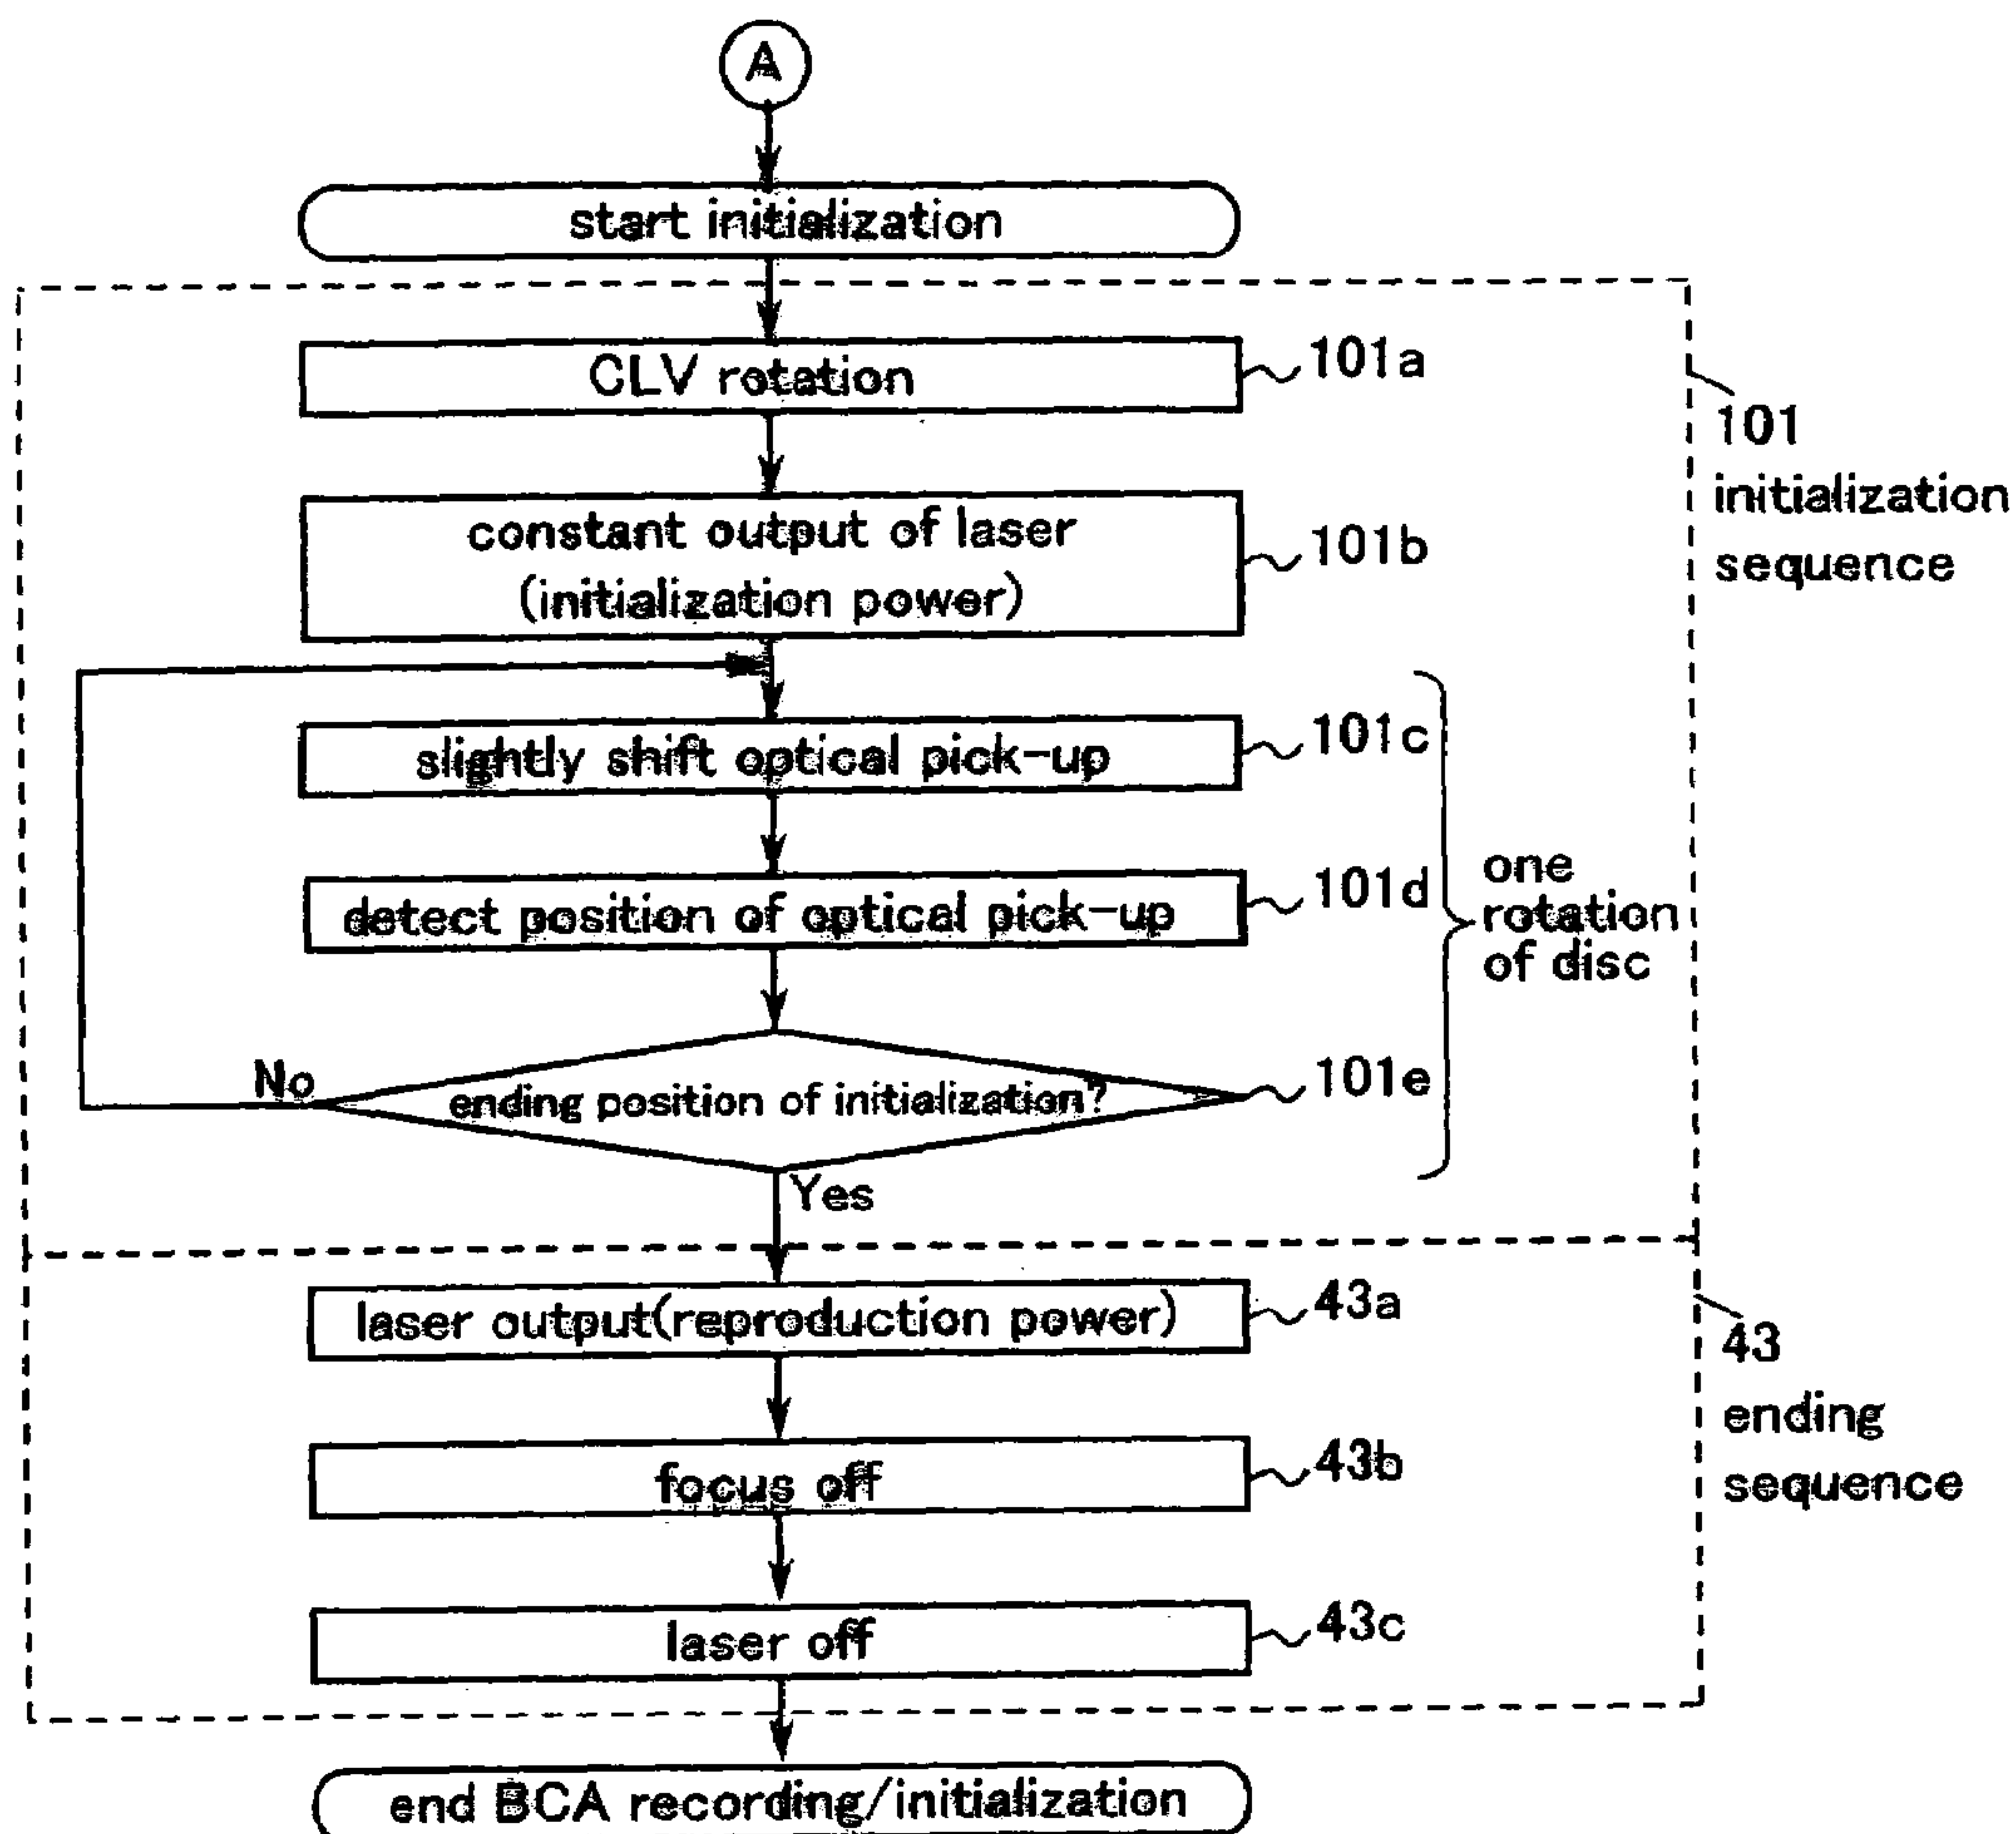 A
start initialization
CLV rotation
101a
101
initialization
sequence
constant output of laser
(initialization power)
101b
slightly shift optical pick-up
101c
detect position of optical pick-up
101d
one
rotation
of disc
No
ending position of initialization?
101e
Yes
laser output(reproduction power)
43a
43
ending
sequence
focus off
43b
laser off
43c
end BCA recording/initialization